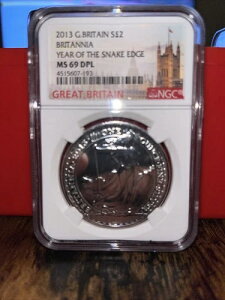 2013 G.BRITAIN S£2
BRITANNIA
YEAR OF THE SNAKE EDGE
MS 69 DPL
4515607-193
GREAT BRITAIN
NGC